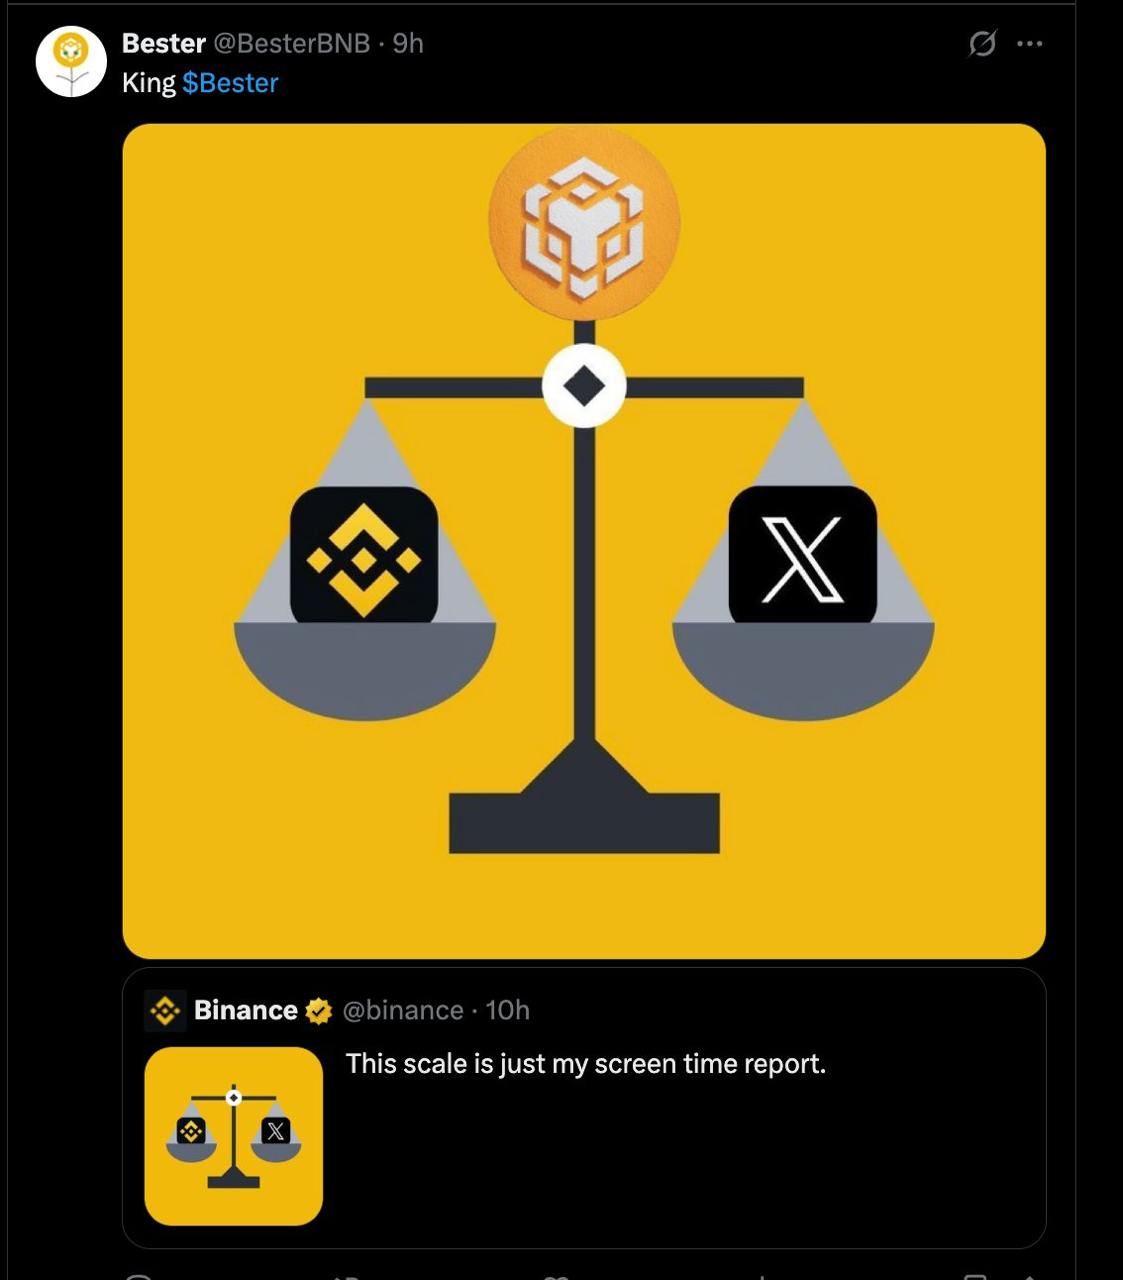 Bester @BesterBNB · 9h
King $Bester
Binance @binance · 10h
This scale is just my screen time report.